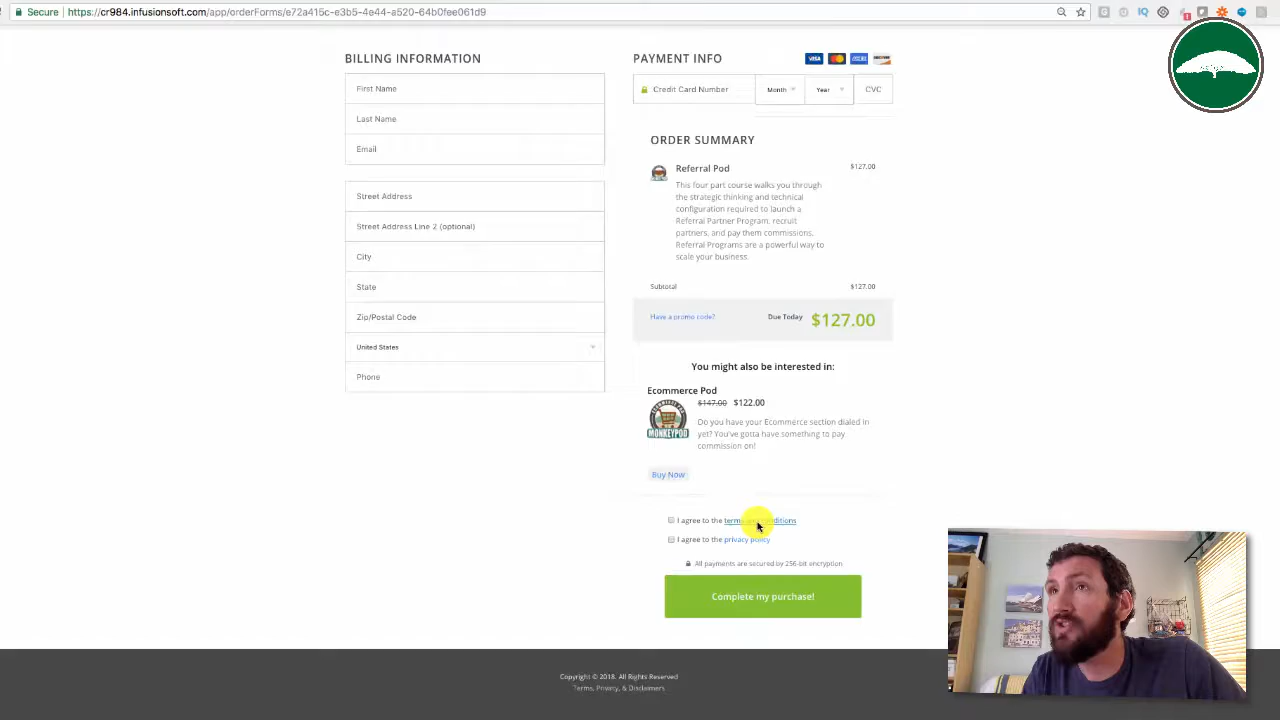 Secure
https://cr984.infusionsoft.com/app/orderForms/e72a415c-e3b5-4e44-a520-64b0fee061d9
BILLING INFORMATION
First Name
Last Name
Email
Street Address
Street Address Line 2 (optional)
City
State
Zip/Postal Code
United States
Phone
PAYMENT INFO
VISA
Credit Card Number
Month
Year
CVC
ORDER SUMMARY
Referral Pod
$127.00
This four part course walks you through
the strategic thinking and technical
configuration required to launch a
Referral Partner Program, recruit
partners, and pay them commissions.
Referral Programs are a powerful way to
scale your business.
Subtotal
$127.00
Have a promo code?
Due Today
$127.00
You might also be interested in:
Ecommerce Pod
$147.00 $122.00
ECOMMERCE POD
MONKEYPOD
Do you have your Ecommerce section dialed in
yet? You've gotta have something to pay
commission on!
Buy Now
I agree to the terms and conditions
I agree to the privacy policy
All payments are secured by 256-bit encryption
Complete my purchase!
Copyright © 2018. All Rights Reserved
Terms, Privacy, & Disclaimers